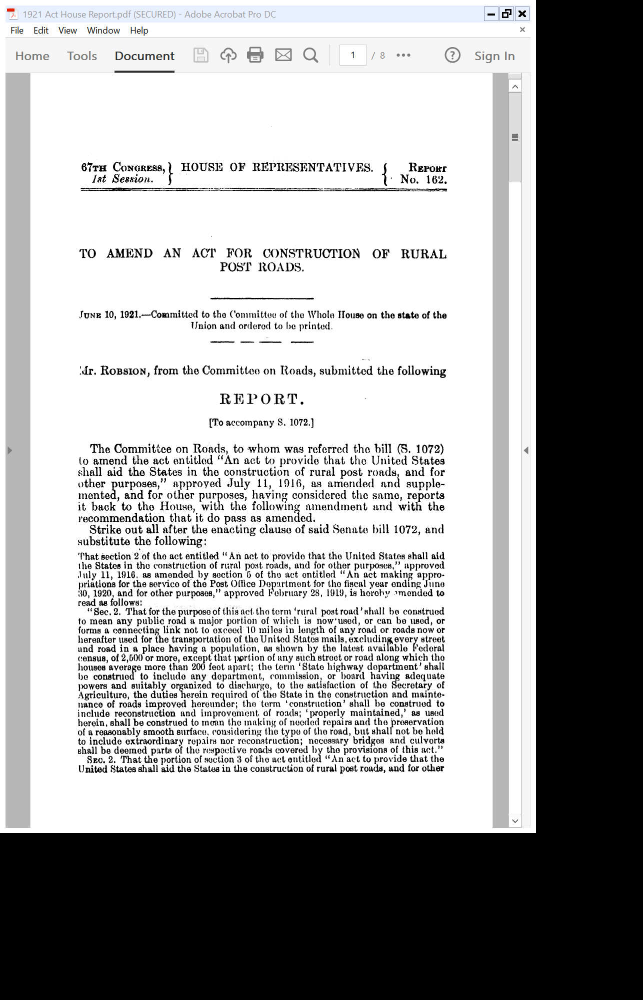 1921 Act House Report.pdf (SECURED) - Adobe Acrobat Pro DC
File Edit View Window Help
Home Tools Document 1 / 8 Sign In
67TH CONGRESS, } HOUSE OF REPRESENTATIVES. { REPORT
1st Session. } { No. 162.
TO AMEND AN ACT FOR CONSTRUCTION OF RURAL
POST ROADS.
JUNE 10, 1921.—Committed to the Committee of the Whole House on the state of the
Union and ordered to be printed.
Mr. ROBSION, from the Committee on Roads, submitted the following
REPORT.
[To accompany S. 1072.]
The Committee on Roads, to whom was referred the bill (S. 1072)
to amend the act entitled "An act to provide that the United States
shall aid the States in the construction of rural post roads, and for
other purposes," approved July 11, 1916, as amended and supple-
mented, and for other purposes, having considered the same, reports
it back to the House, with the following amendment and with the
recommendation that it do pass as amended.
Strike out all after the enacting clause of said Senate bill 1072, and
substitute the following:
That section 2 of the act entitled "An act to provide that the United States shall aid
the States in the construction of rural post roads, and for other purposes," approved
July 11, 1916, as amended by section 5 of the act entitled "An act making appro-
priations for the service of the Post Office Department for the fiscal year ending June
30, 1920, and for other purposes," approved February 28, 1919, is hereby amended to
read as follows:
"Sec. 2. That for the purpose of this act the term 'rural post road' shall be construed
to mean any public road a major portion of which is now used, or can be used, or
forms a connecting link not to exceed 10 miles in length of any road or roads now or
hereafter used for the transportation of the United States mails, excluding every street
and road in a place having a population, as shown by the latest available Federal
census, of 2,500 or more, except that portion of any such street or road along which the
houses average more than 200 feet apart; the term 'State highway department' shall
be construed to include any department, commission, or board having adequate
powers and suitably organized to discharge, to the satisfaction of the Secretary of
Agriculture, the duties herein required of the State in the construction and mainte-
nance of roads improved hereunder; the term 'construction' shall be construed to
include reconstruction and improvement of roads; 'properly maintained,' as used
herein, shall be construed to mean the making of needed repairs and the preservation
of a reasonably smooth surface, considering the type of the road, but shall not be held
to include extraordinary repairs nor reconstruction; necessary bridges and culverts
shall be deemed parts of the respective roads covered by the provisions of this act."
SEC. 2. That the portion of section 3 of the act entitled "An act to provide that the
United States shall aid the States in the construction of rural post roads, and for other